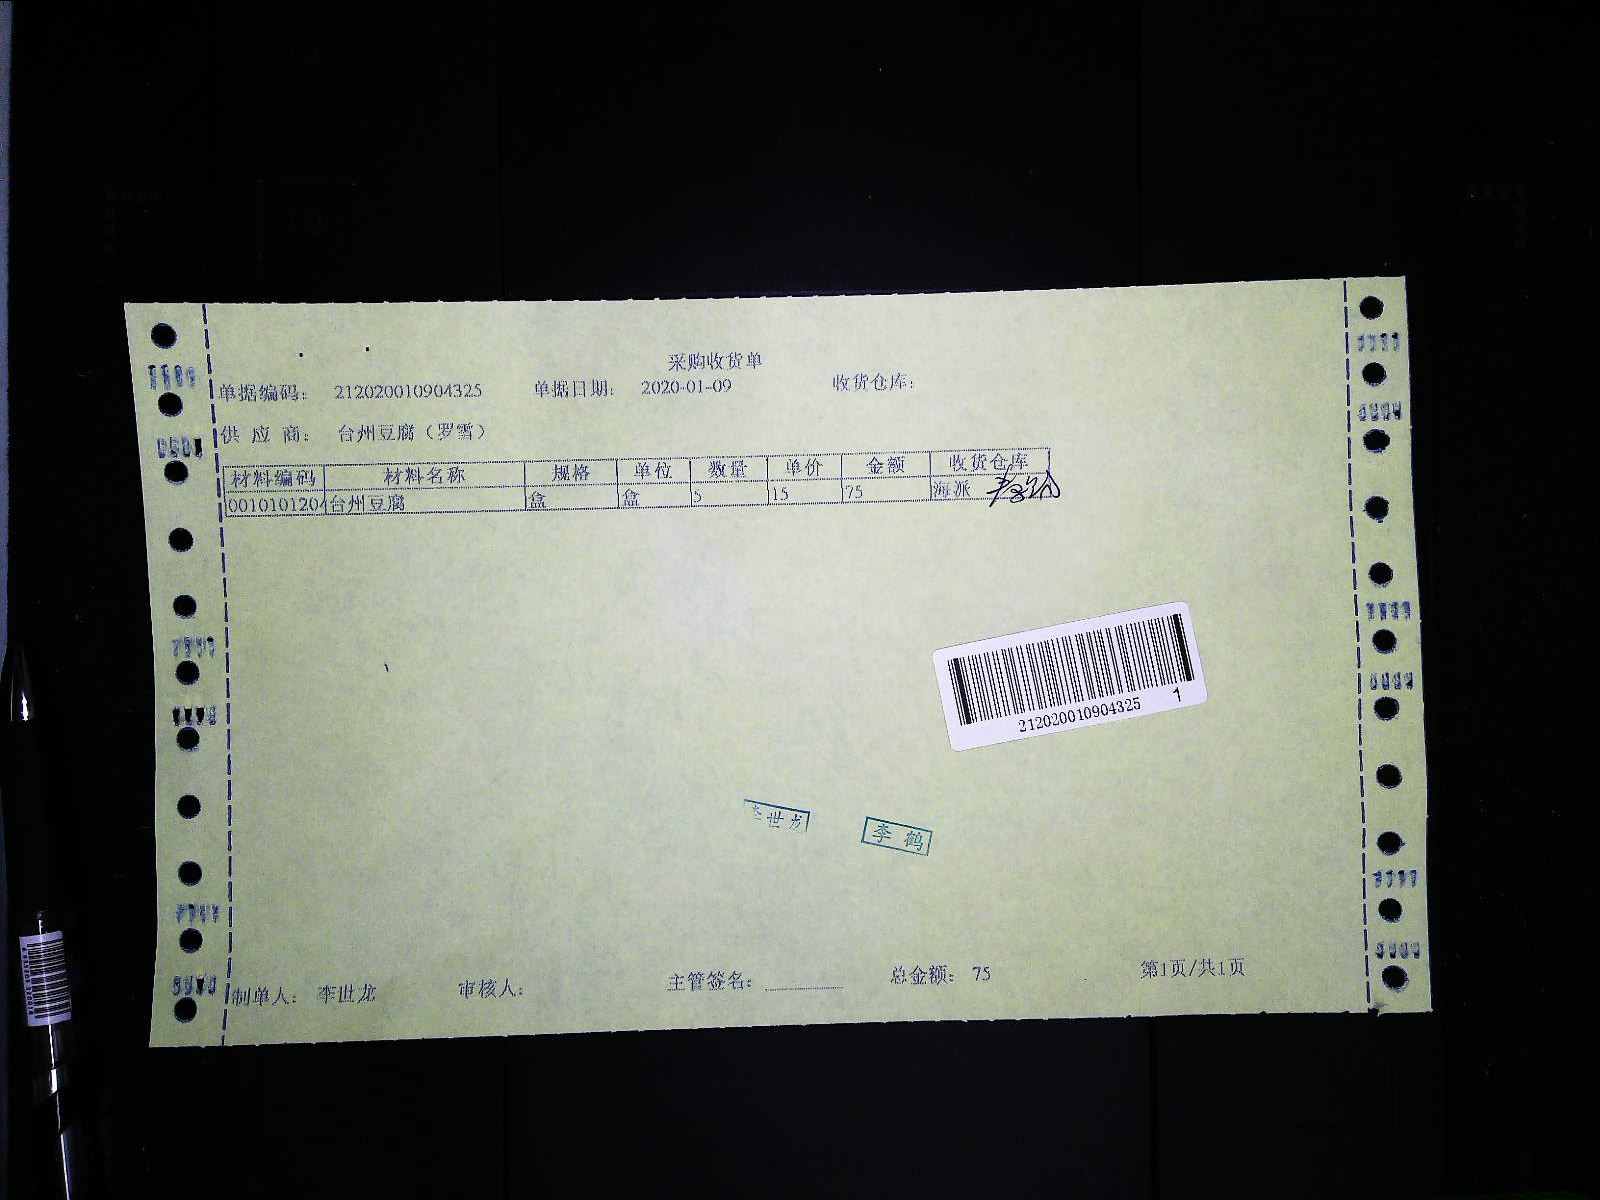 采购收货单
单据编码： 212020010904325 单据日期： 2020-01-09 收货仓库：
供 应 商： 台州豆腐（罗雪）
材料编码 材料名称 规格 单位 数量 单价 金额 收货仓库
0010101204 台州豆腐 盒 盒 5 15 75 海派
212020010904325 1
李世龙 李鹤
制单人： 李世龙 审核人： 主管签名： 总金额： 75 第1页/共1页